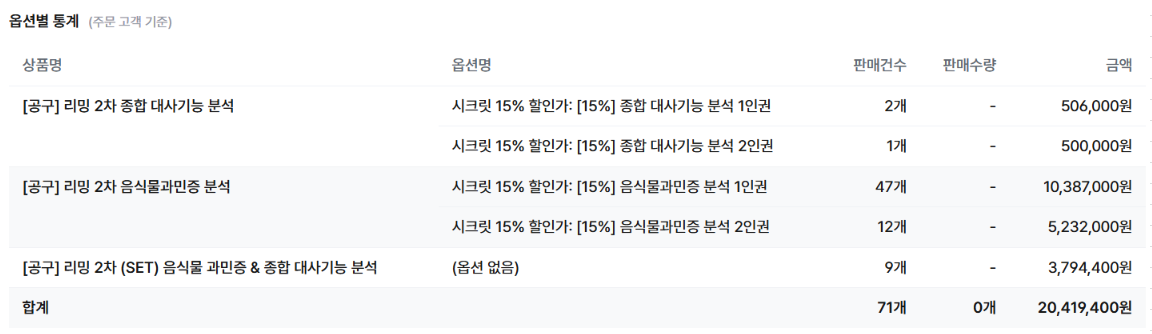 옵션별 통계 (주문 고객 기준)
상품명 옵션명 판매건수 판매수량 금액
[공구] 리밍 2차 종합 대사기능 분석 시크릿 15% 할인가: [15%] 종합 대사기능 분석 1인권 2개 - 506,000원
시크릿 15% 할인가: [15%] 종합 대사기능 분석 2인권 1개 - 500,000원
[공구] 리밍 2차 음식물과민증 분석 시크릿 15% 할인가: [15%] 음식물과민증 분석 1인권 47개 - 10,387,000원
시크릿 15% 할인가: [15%] 음식물과민증 분석 2인권 12개 - 5,232,000원
[공구] 리밍 2차 (SET) 음식물 과민증 & 종합 대사기능 분석 (옵션 없음) 9개 - 3,794,400원
합계 71개 0개 20,419,400원